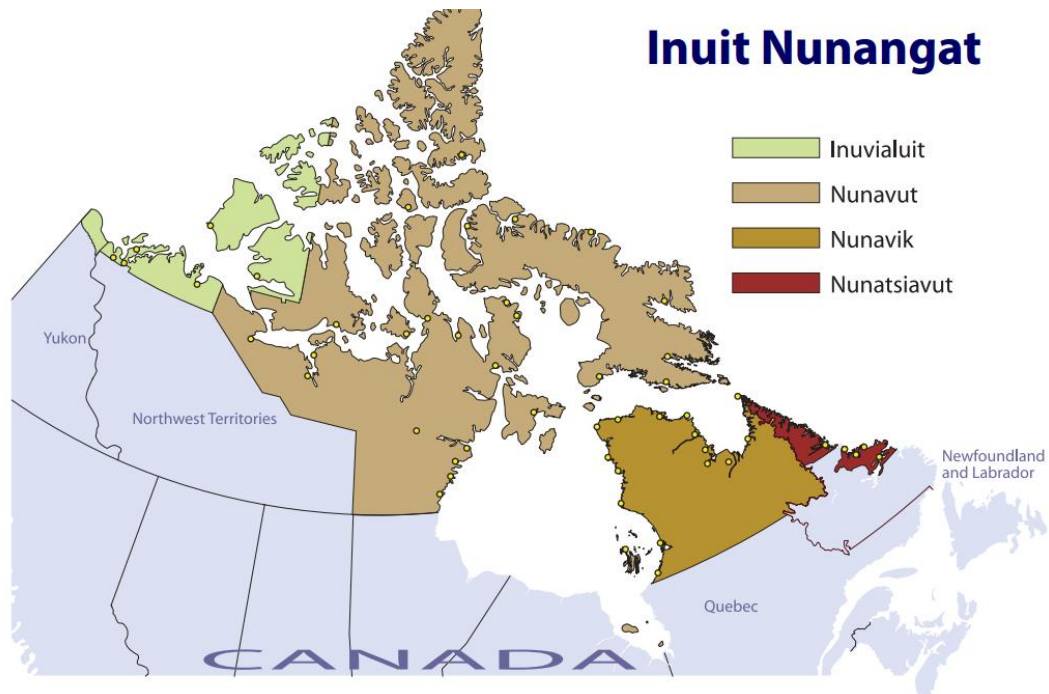 Inuit Nunangat
Inuvialuit
Nunavut
Nunavik
Nunatsiavut
Yukon
Northwest Territories
Newfoundland
and Labrador
Quebec
CANADA